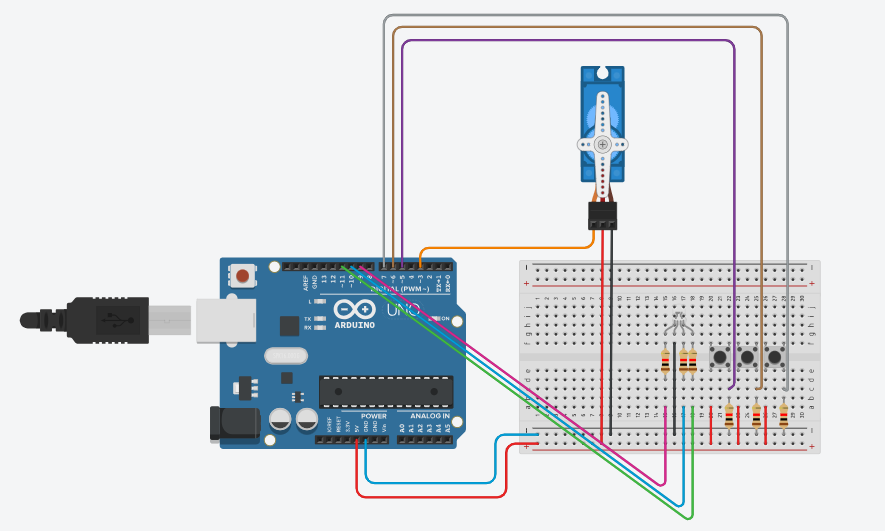 AREF
GND
13
12
~11
~10
~9
8
7
~6
~5
4
~3
2
TX→1
RX←0
DIGITAL (PWM~)
L
TX
RX
ARDUINO
UNO
ON
POWER
ANALOG IN
IOREF
RESET
3.3V
5V
GND
GND
Vin
A0
A1
A2
A3
A4
A5
a b c d e
f g h i j